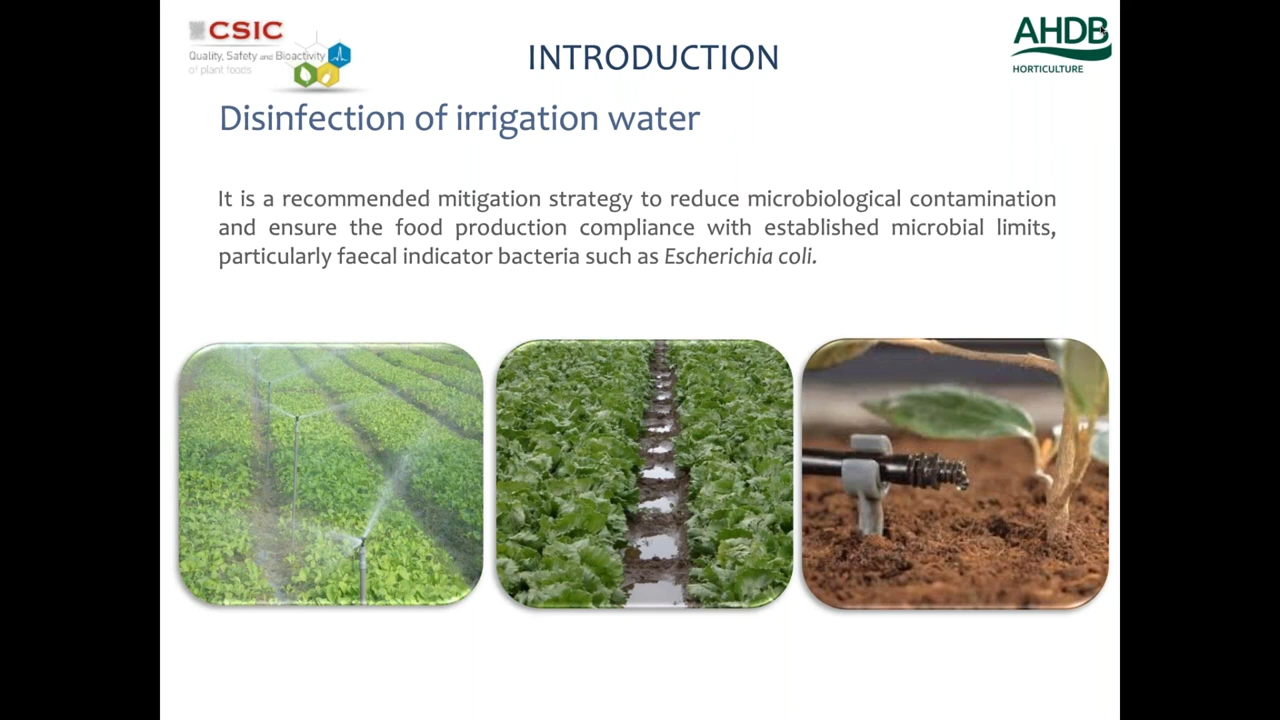 CSIC
Quality, Safety and Bioactivity
of plant foods
INTRODUCTION
AHDB
HORTICULTURE
Disinfection of irrigation water
It is a recommended mitigation strategy to reduce microbiological contamination
and ensure the food production compliance with established microbial limits,
particularly faecal indicator bacteria such as Escherichia coli.